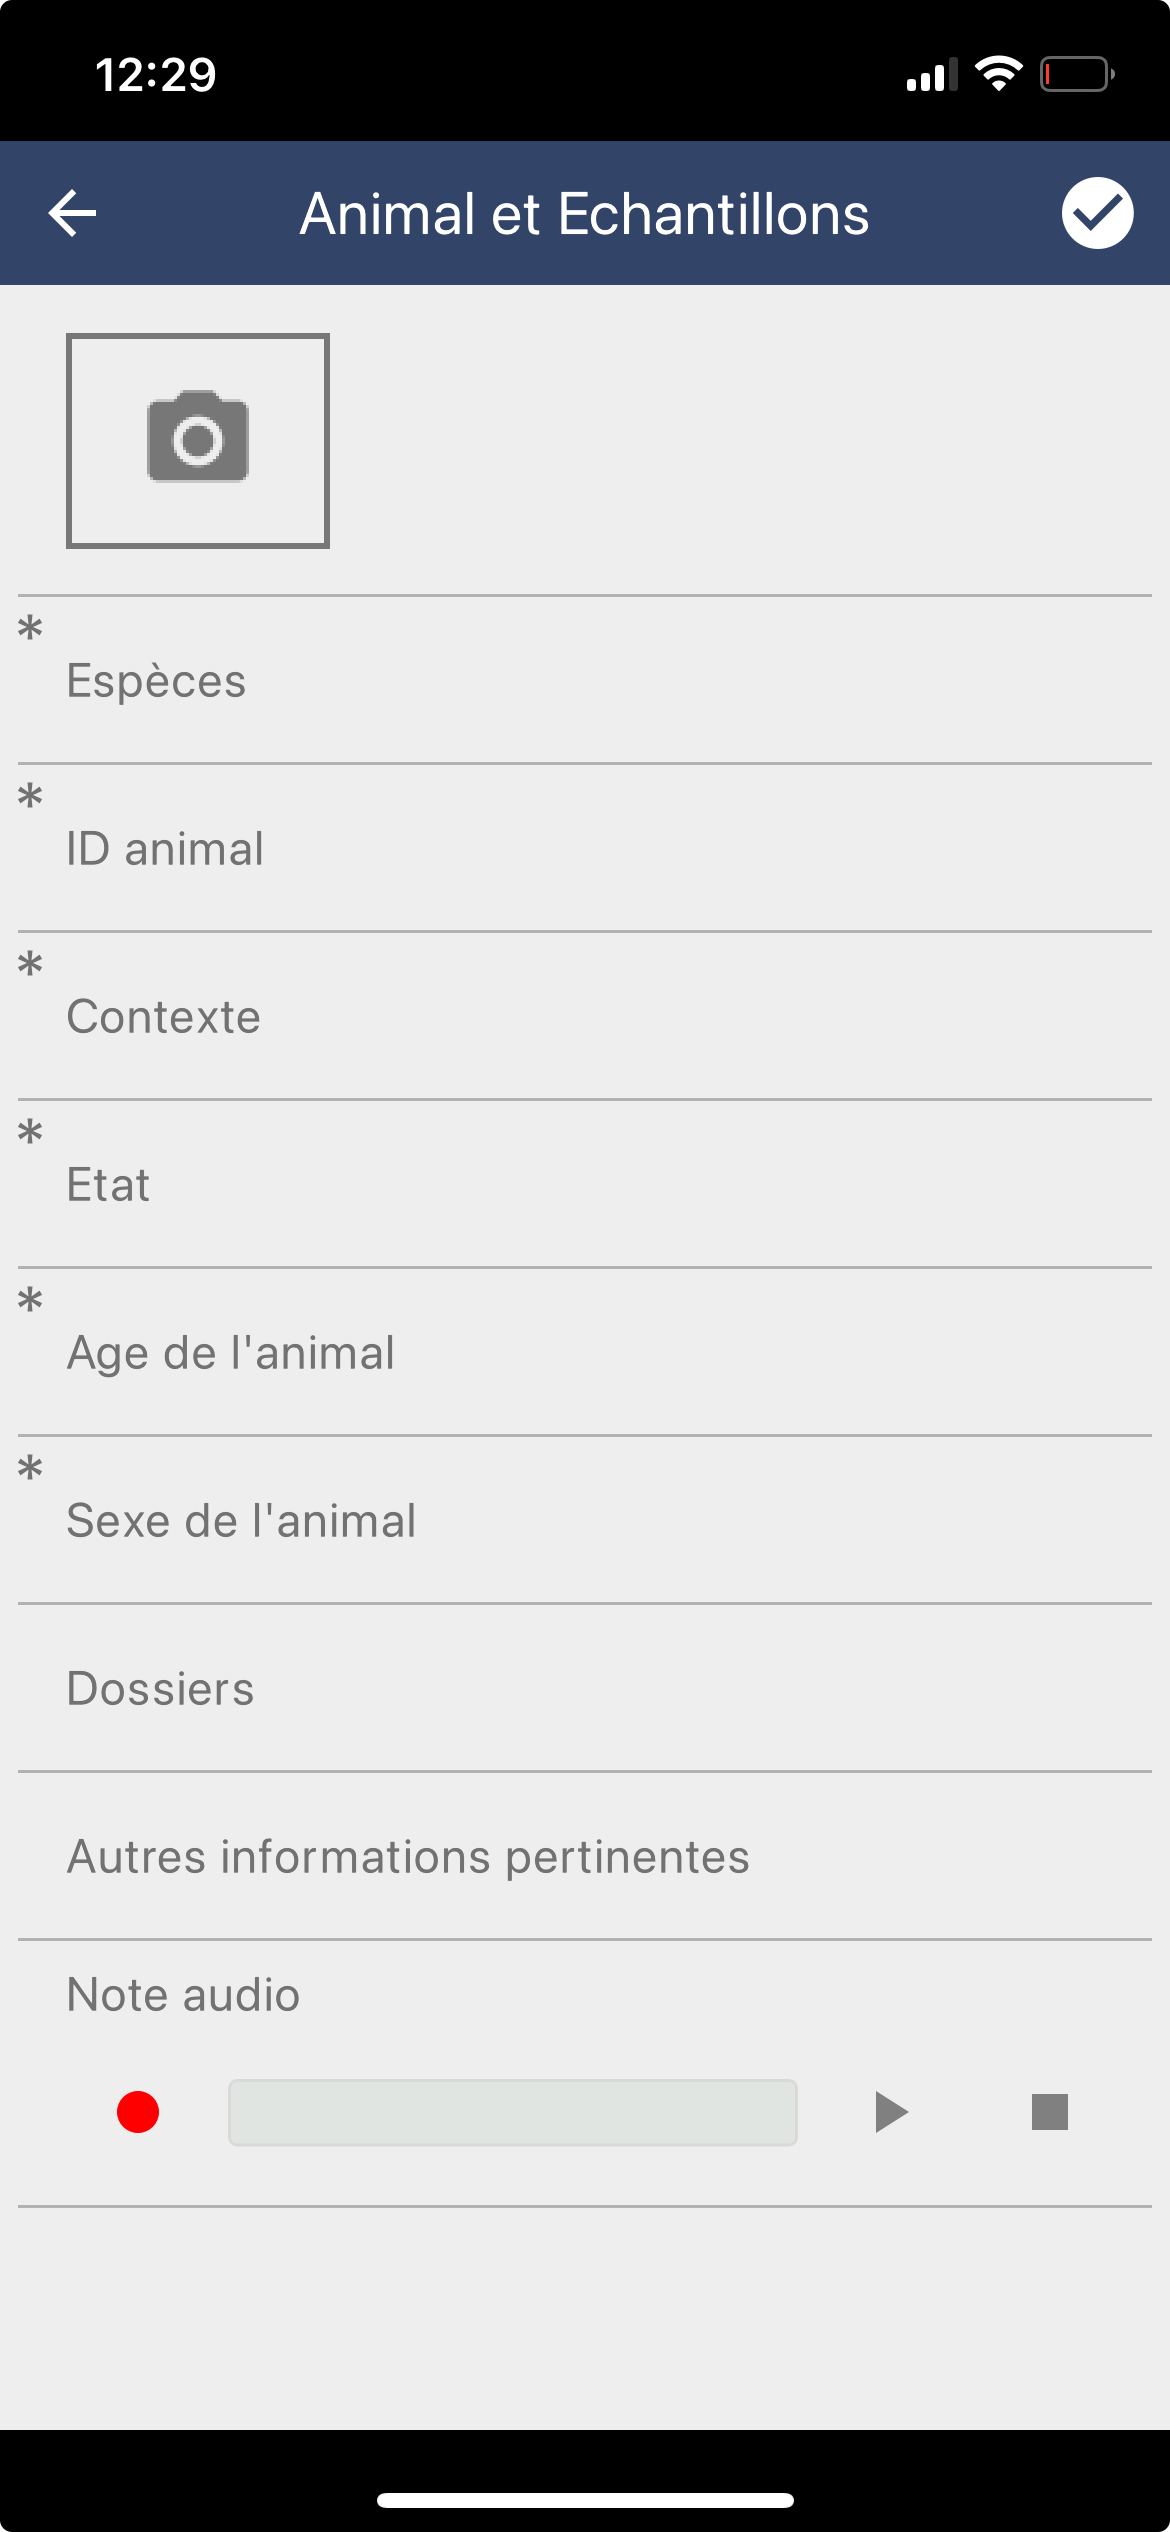 12:29
Animal et Echantillons
*
Espèces
*
ID animal
*
Contexte
*
Etat
*
Age de l'animal
*
Sexe de l'animal
Dossiers
Autres informations pertinentes
Note audio